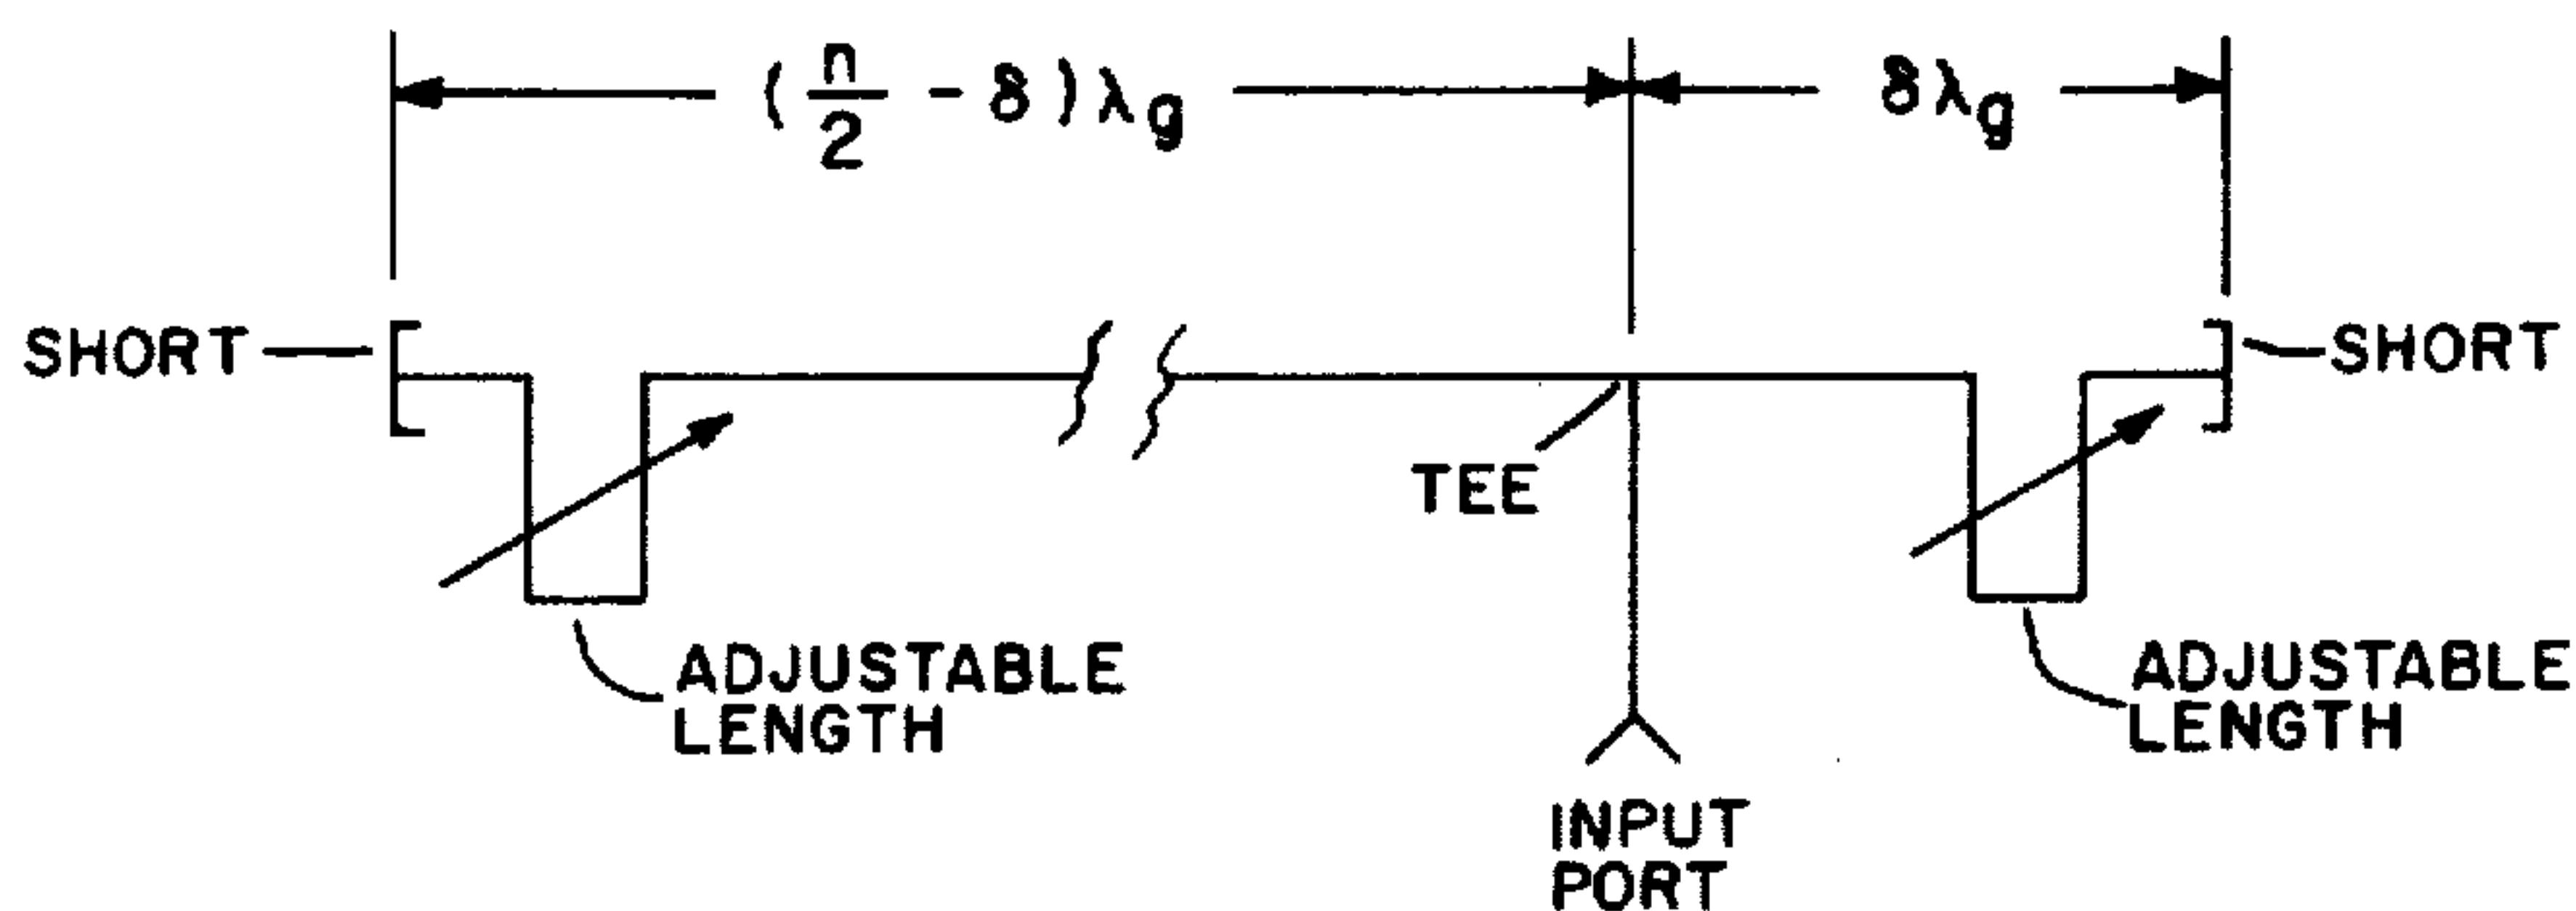 (n/2 - δ)λg
δλg
SHORT
SHORT
TEE
ADJUSTABLE
LENGTH
ADJUSTABLE
LENGTH
INPUT
PORT